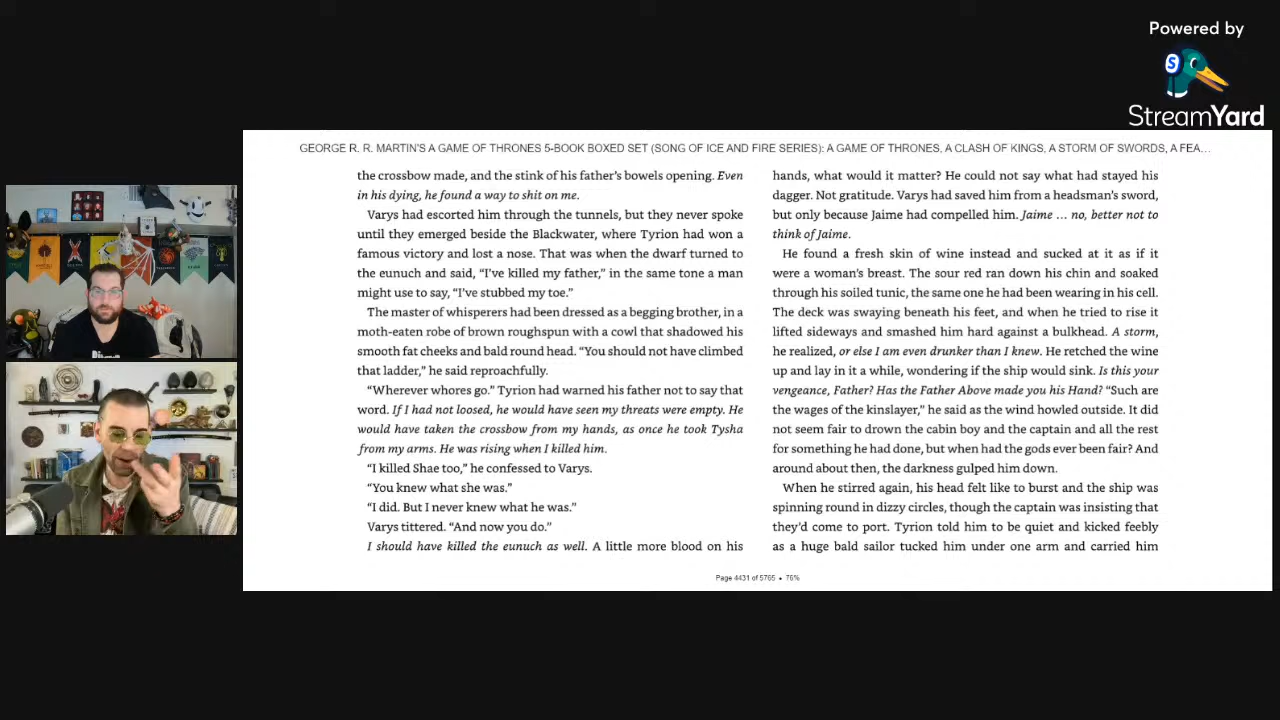 Powered by
S
StreamYard
GEORGE R. R. MARTIN'S A GAME OF THRONES 5-BOOK BOXED SET (SONG OF ICE AND FIRE SERIES): A GAME OF THRONES, A CLASH OF KINGS, A STORM OF SWORDS, A FEA...
the crossbow made, and the stink of his father’s bowels opening. Even
in his dying, he found a way to shit on me.
Varys had escorted him through the tunnels, but they never spoke
until they emerged beside the Blackwater, where Tyrion had won a
famous victory and lost a nose. That was when the dwarf turned to
the eunuch and said, “I’ve killed my father,” in the same tone a man
might use to say, “I’ve stubbed my toe.”
The master of whisperers had been dressed as a begging brother, in a
moth-eaten robe of brown roughspun with a cowl that shadowed his
smooth fat cheeks and bald round head. “You should not have climbed
that ladder,” he said reproachfully.
“Wherever whores go.” Tyrion had warned his father not to say that
word. If I had not loosed, he would have seen my threats were empty. He
would have taken the crossbow from my hands, as once he took Tysha
from my arms. He was rising when I killed him.
“I killed Shae too,” he confessed to Varys.
“You knew what she was.”
“I did. But I never knew what he was.”
Varys tittered. “And now you do.”
I should have killed the eunuch as well. A little more blood on his
hands, what would it matter? He could not say what had stayed his
dagger. Not gratitude. Varys had saved him from a headsman’s sword,
but only because Jaime had compelled him. Jaime … no, better not to
think of Jaime.
He found a fresh skin of wine instead and sucked at it as if it
were a woman’s breast. The sour red ran down his chin and soaked
through his soiled tunic, the same one he had been wearing in his cell.
The deck was swaying beneath his feet, and when he tried to rise it
lifted sideways and smashed him hard against a bulkhead. A storm,
he realized, or else I am even drunker than I knew. He retched the wine
up and lay in it a while, wondering if the ship would sink. Is this your
vengeance, Father? Has the Father Above made you his Hand? “Such are
the wages of the kinslayer,” he said as the wind howled outside. It did
not seem fair to drown the cabin boy and the captain and all the rest
for something he had done, but when had the gods ever been fair? And
around about then, the darkness gulped him down.
When he stirred again, his head felt like to burst and the ship was
spinning round in dizzy circles, though the captain was insisting that
they’d come to port. Tyrion told him to be quiet and kicked feebly
as a huge bald sailor tucked him under one arm and carried him
Page 4431 of 5765 • 76%